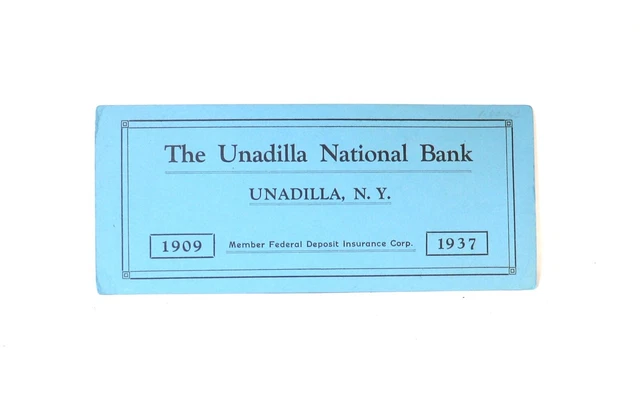 The Unadilla National Bank
UNADILLA, N. Y.
1909 Member Federal Deposit Insurance Corp. 1937